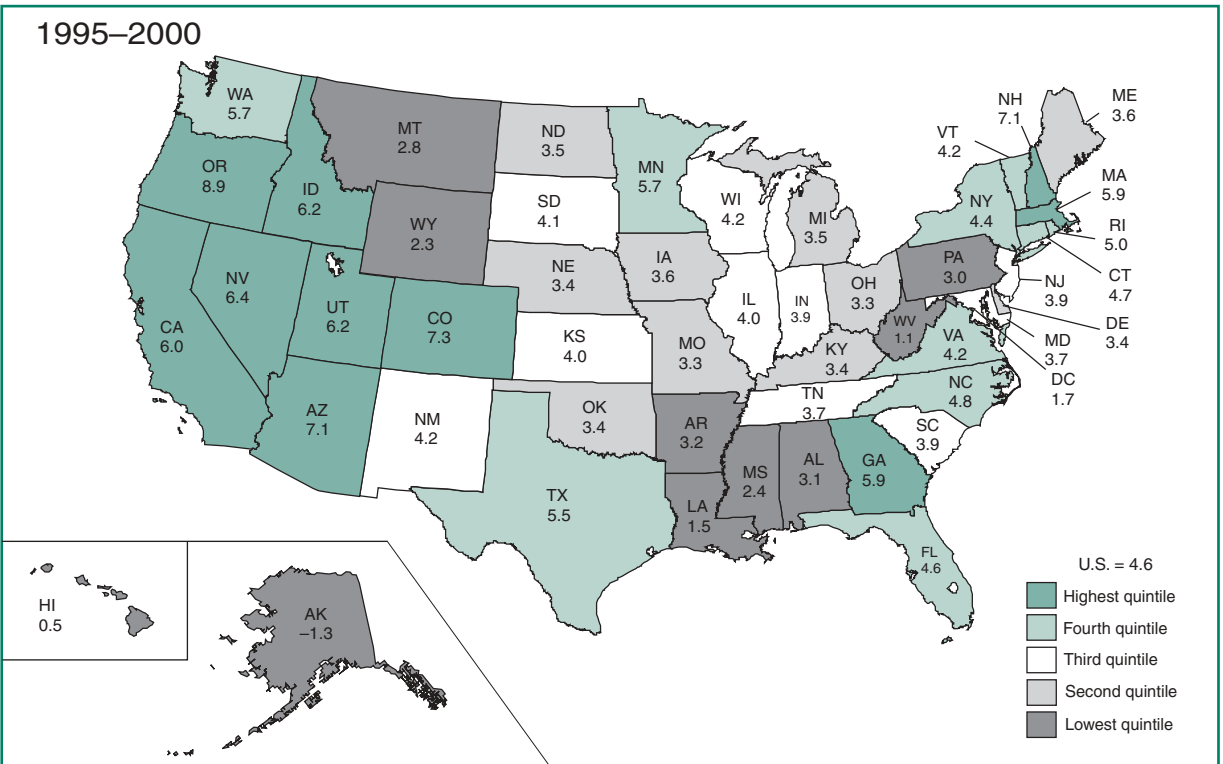 1995–2000
WA
5.7
OR
8.9
CA
6.0
ID
6.2
NV
6.4
UT
6.2
AZ
7.1
MT
2.8
WY
2.3
CO
7.3
NM
4.2
ND
3.5
SD
4.1
NE
3.4
KS
4.0
OK
3.4
TX
5.5
MN
5.7
IA
3.6
MO
3.3
AR
3.2
LA
1.5
WI
4.2
IL
4.0
MI
3.5
IN
3.9
OH
3.3
KY
3.4
TN
3.7
MS
2.4
AL
3.1
GA
5.9
FL
4.6
SC
3.9
NC
4.8
VA
4.2
WV
1.1
PA
3.0
NY
4.4
VT
4.2
NH
7.1
ME
3.6
MA
5.9
RI
5.0
CT
4.7
NJ
3.9
DE
3.4
MD
3.7
DC
1.7
HI
0.5
AK
–1.3
U.S. = 4.6
Highest quintile
Fourth quintile
Third quintile
Second quintile
Lowest quintile